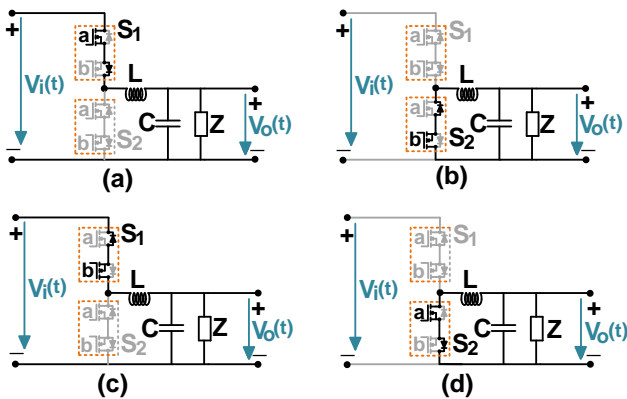 +
a
S1
b
Vi(t)
L
+
a
C
Z
Vo(t)
b
S2
–
–
(a)
+
a
S1
b
Vi(t)
L
+
a
C
Z
Vo(t)
b
S2
–
–
(b)
+
a
S1
b
Vi(t)
L
+
a
C
Z
Vo(t)
b
S2
–
–
(c)
+
a
S1
b
Vi(t)
L
+
a
C
Z
Vo(t)
b
S2
–
–
(d)